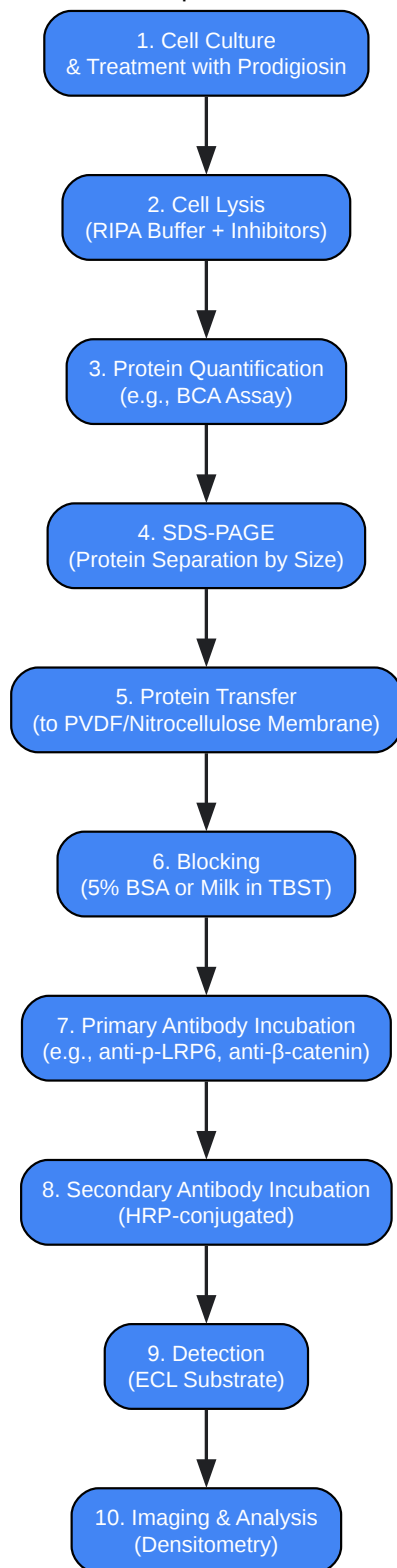 1. Cell Culture
& Treatment with Prodigiosin
2. Cell Lysis
(RIPA Buffer + Inhibitors)
3. Protein Quantification
(e.g., BCA Assay)
4. SDS-PAGE
(Protein Separation by Size)
5. Protein Transfer
(to PVDF/Nitrocellulose Membrane)
6. Blocking
(5% BSA or Milk in TBST)
7. Primary Antibody Incubation
(e.g., anti-p-LRP6, anti-β-catenin)
8. Secondary Antibody Incubation
(HRP-conjugated)
9. Detection
(ECL Substrate)
10. Imaging & Analysis
(Densitometry)